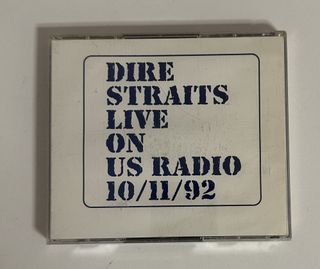 DIRE
STRAITS
LIVE
ON
US RADIO
10/11/92